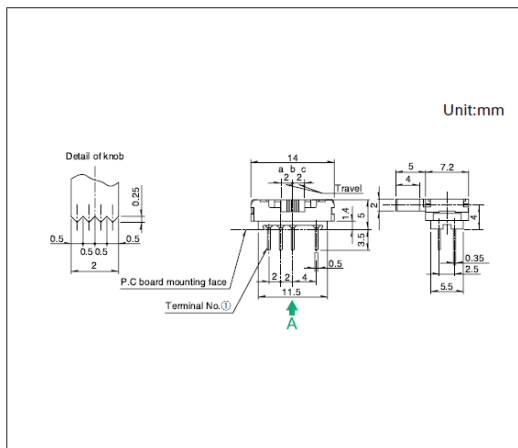 Unit:mm
Detail of knob
0.25
0.5
0.5 0.5
0.5
2
14
a b c
2 2
Travel
1.4
5
3.5
2 2 4
0.5
11.5
P.C board mounting face
Terminal No.①
A
5
7.2
4
2
4
0.35
2.5
5.5